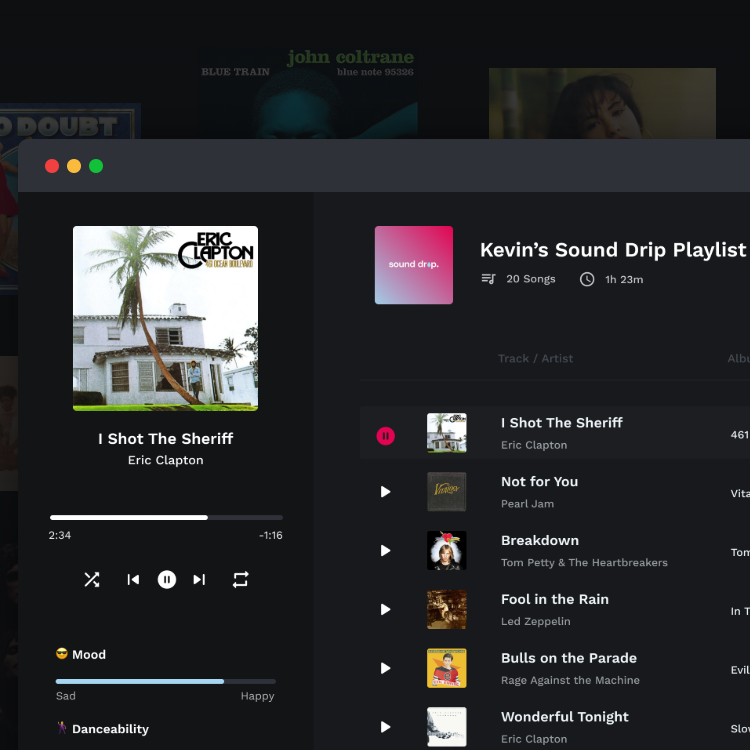 john coltrane
BLUE TRAIN
blue note 95326
O DOUBT
ERIC
CLAPTON
OCEAN BOULEVARD
I Shot The Sheriff
Eric Clapton
2:34
-1:16
😎 Mood
Sad
Happy
Danceability
sound drip.
Kevin’s Sound Drip Playlist
20 Songs
1h 23m
Track / Artist
Albu
I Shot The Sheriff
461
Eric Clapton
Not for You
Vita
Pearl Jam
Breakdown
Tom
Tom Petty & The Heartbreakers
Fool in the Rain
In T
Led Zeppelin
Bulls on the Parade
Evil
Rage Against the Machine
Wonderful Tonight
Slow
Eric Clapton